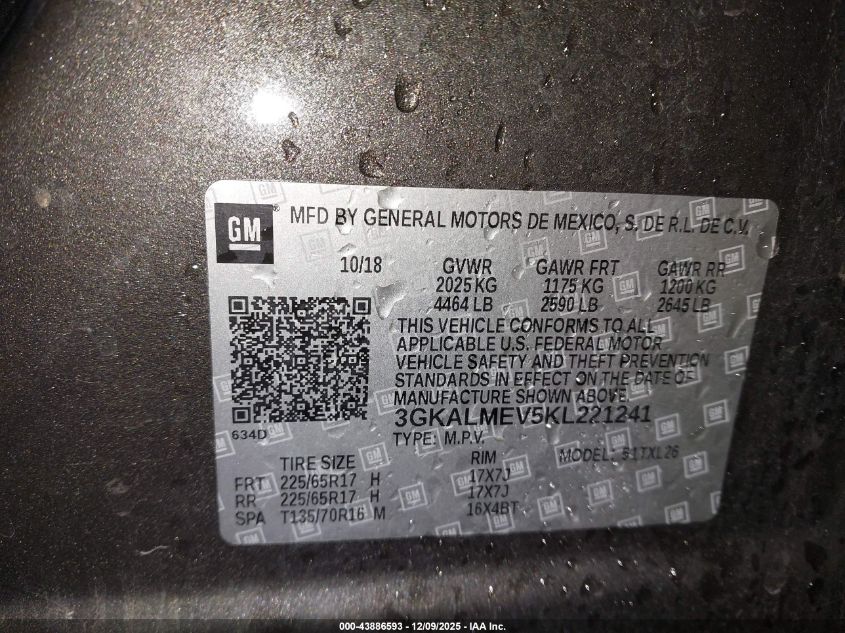 GM ® MFD BY GENERAL MOTORS DE MEXICO, S. DE R.L. DE C.V.
10/18 GVWR GAWR FRT GAWR RR
2025 KG 1175 KG 1200 KG
4464 LB 2590 LB 2645 LB
THIS VEHICLE CONFORMS TO ALL
APPLICABLE U.S. FEDERAL MOTOR
VEHICLE SAFETY AND THEFT PREVENTION
STANDARDS IN EFFECT ON THE DATE OF
MANUFACTURE SHOWN ABOVE.
3GKALMEV5KL221241
634D TYPE: M.P.V.
TIRE SIZE RIM MODEL: 51TXL26
FRT 225/65R17 H 17X7J
RR 225/65R17 H 17X7J
SPA T135/70R16 M 16X4BT
000-43886593 - 12/09/2025 - IAA Inc.